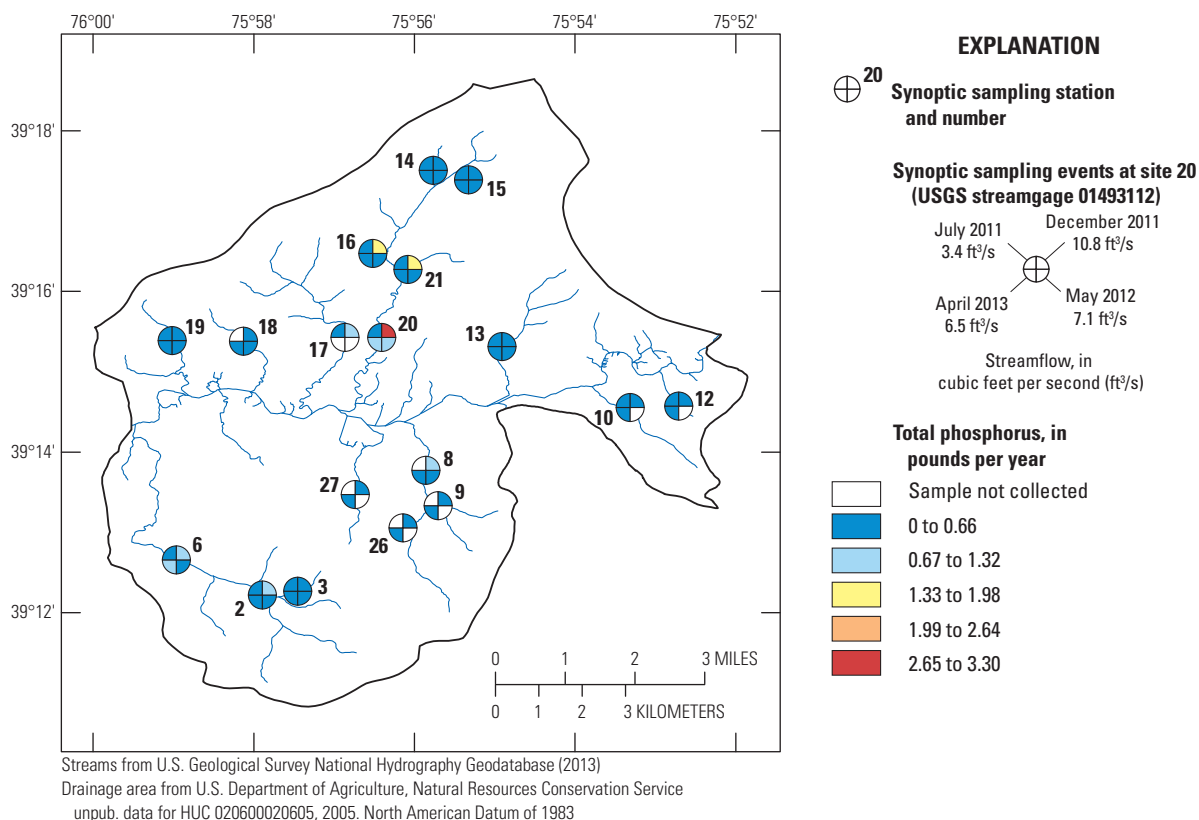 76°00' 75°58' 75°56' 75°54' 75°52'
39°18'
39°16'
39°14'
39°12'
14
15
16
21
19
18
17
20
13
10
12
8
9
27
26
6
2
3
0 1 2 3 MILES
0 1 2 3 KILOMETERS
Streams from U.S. Geological Survey National Hydrography Geodatabase (2013)
Drainage area from U.S. Department of Agriculture, Natural Resources Conservation Service
unpub. data for HUC 020600020605, 2005. North American Datum of 1983
EXPLANATION
20
Synoptic sampling station
and number
Synoptic sampling events at site 20
(USGS streamgage 01493112)
July 2011
3.4 ft³/s
December 2011
10.8 ft³/s
April 2013
6.5 ft³/s
May 2012
7.1 ft³/s
Streamflow, in
cubic feet per second (ft³/s)
Total phosphorus, in
pounds per year
Sample not collected
0 to 0.66
0.67 to 1.32
1.33 to 1.98
1.99 to 2.64
2.65 to 3.30